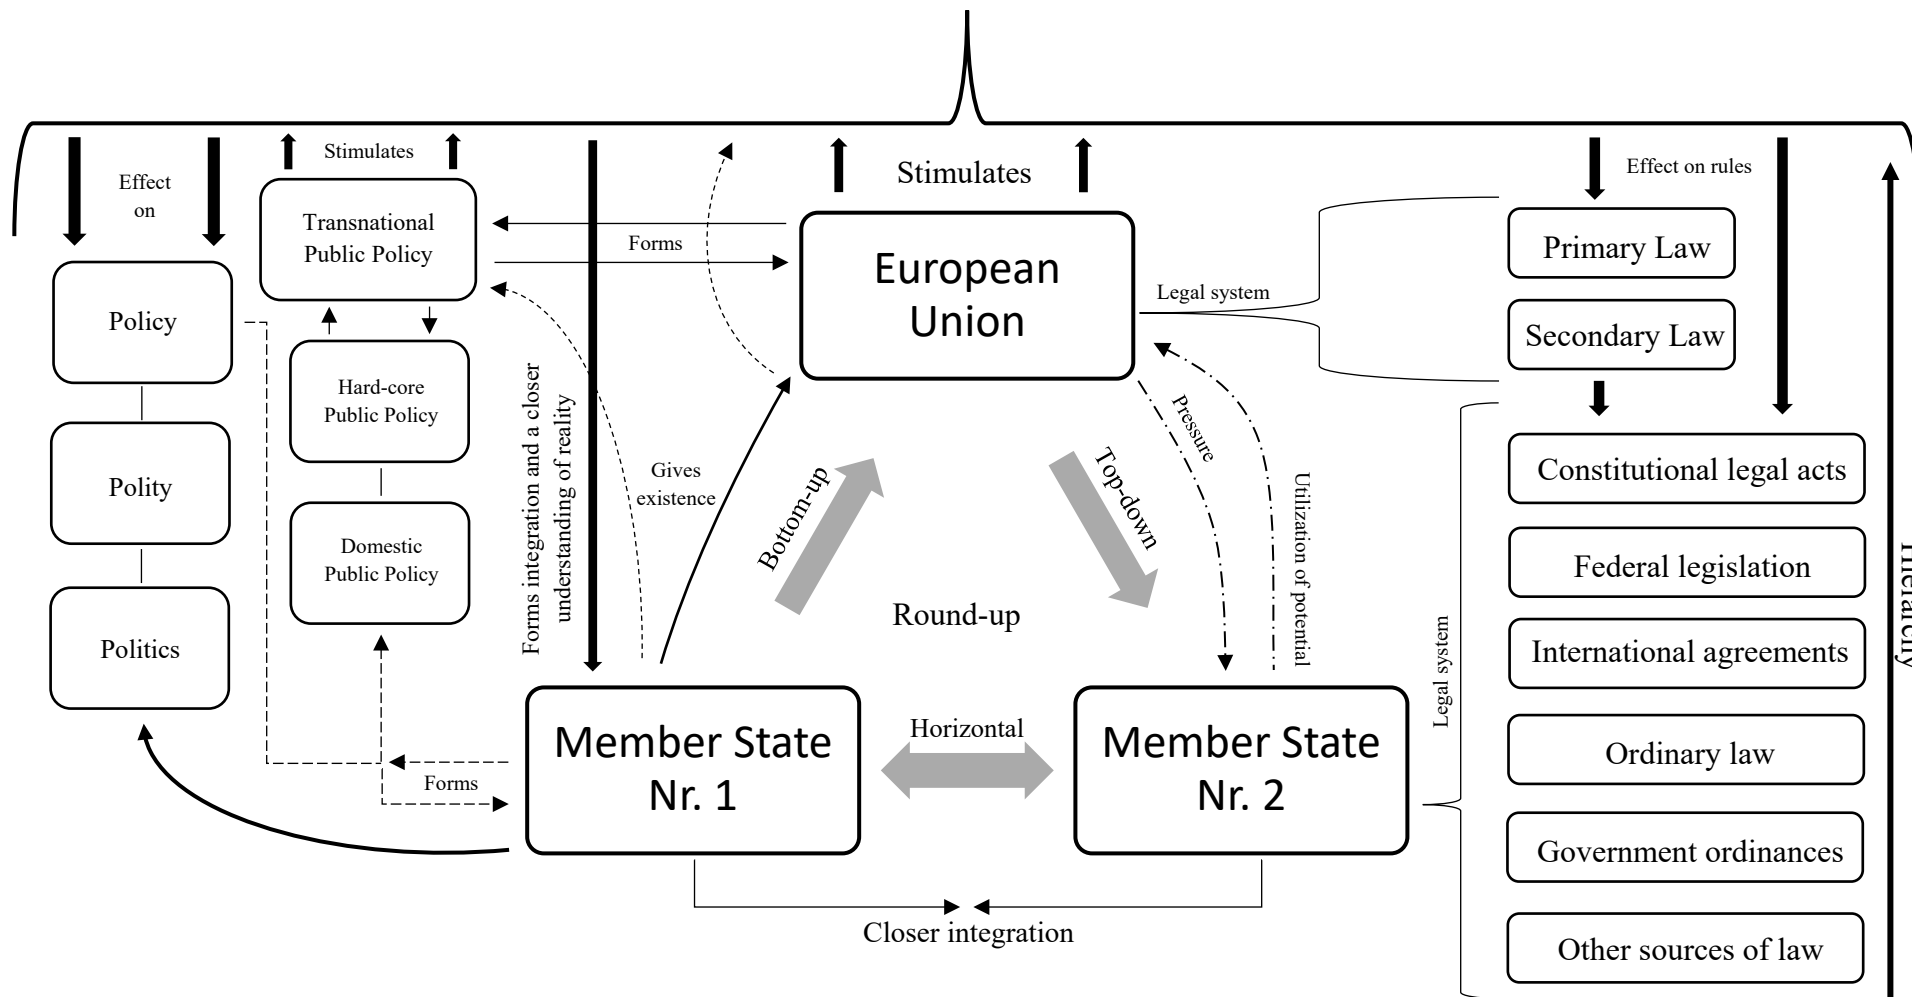 Effect
on
Stimulates
Stimulates
Effect on rules
Transnational
Public Policy
Forms
European
Union
Legal system
Primary Law
Secondary Law
Policy
Hard-core
Public Policy
Forms integration and a closer
understanding of reality
Gives
existence
Bottom-up
Top-down
Pressure
Utilization of potential
Constitutional legal acts
Polity
Domestic
Public Policy
Round-up
Federal legislation
Hierarchy
Politics
International agreements
Legal system
Member State
Nr. 1
Horizontal
Member State
Nr. 2
Forms
Ordinary law
Government ordinances
Closer integration
Other sources of law